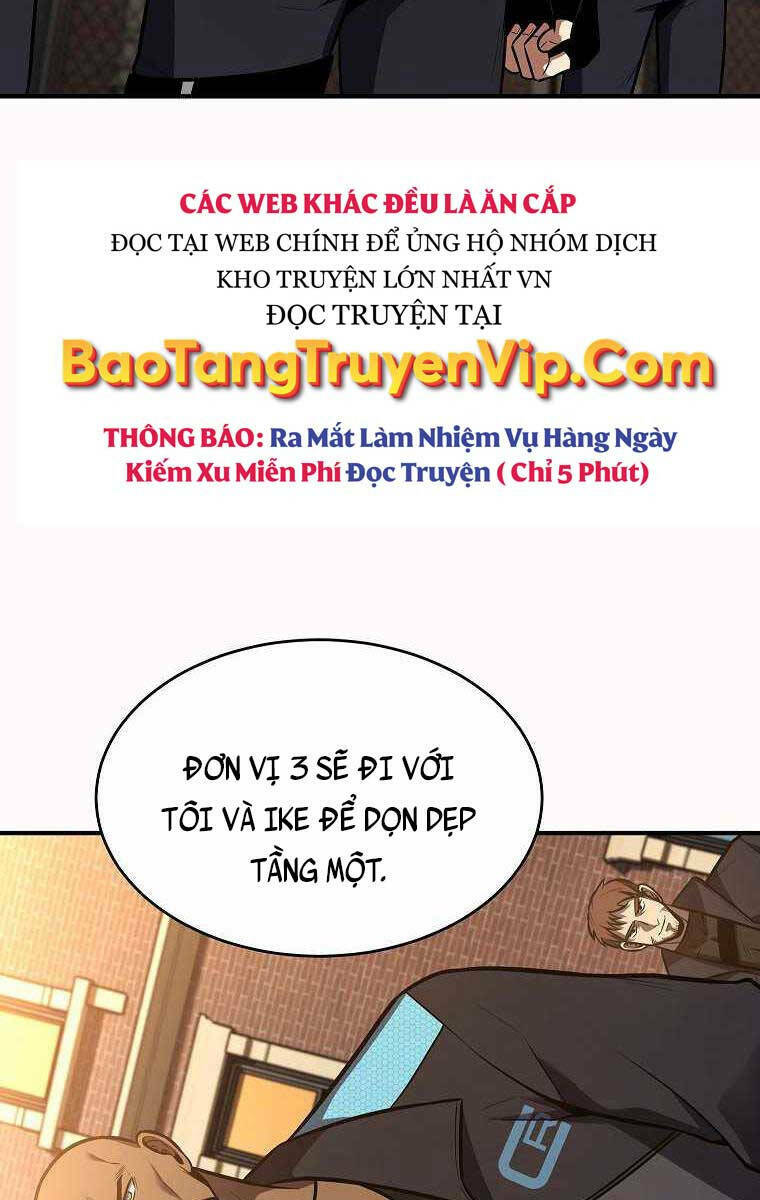 CÁC WEB KHÁC ĐỀU LÀ ĂN CẮP
ĐỌC TẠI WEB CHÍNH ĐỂ ỦNG HỘ NHÓM DỊCH
KHO TRUYỆN LỚN NHẤT VN
ĐỌC TRUYỆN TẠI
BaoTangTruyenVip.Com
THÔNG BÁO: Ra Mắt Làm Nhiệm Vụ Hàng Ngày
Kiếm Xu Miễn Phí Đọc Truyện ( Chỉ 5 Phút)
ĐƠN VỊ 3 SẼ ĐI VỚI
TÔI VÀ IKE ĐỂ DỌN DẸP
TẦNG MỘT.